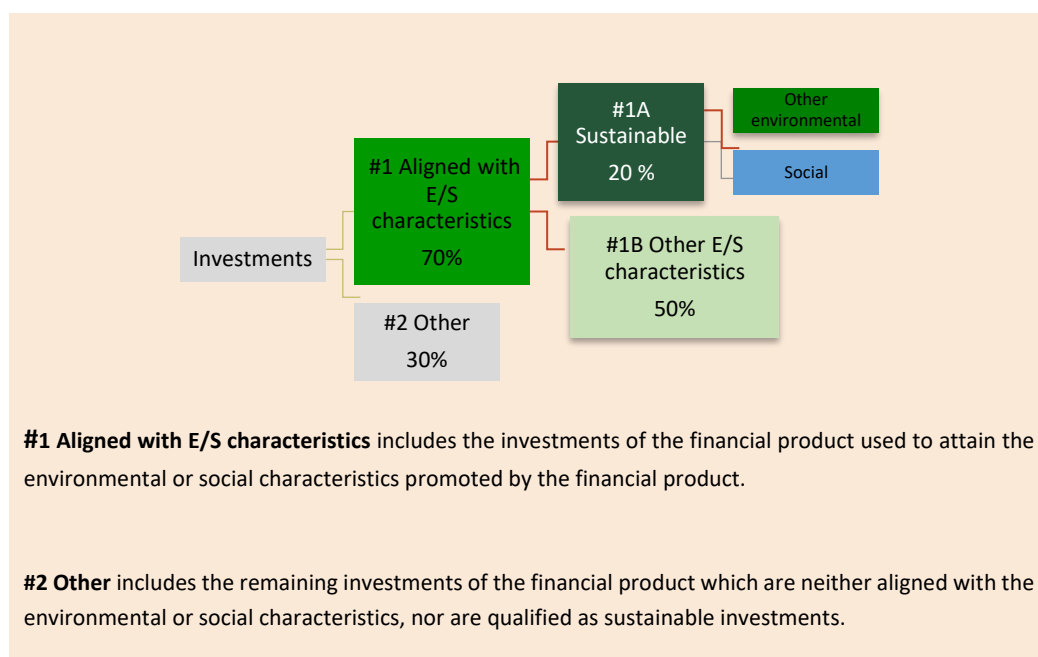 #1A
Sustainable
20 %
Other
environmental
Social
#1 Aligned with
E/S
characteristics
70%
#1B Other E/S
characteristics
50%
Investments
#2 Other
30%
#1 Aligned with E/S characteristics includes the investments of the financial product used to attain the
environmental or social characteristics promoted by the financial product.
#2 Other includes the remaining investments of the financial product which are neither aligned with the
environmental or social characteristics, nor are qualified as sustainable investments.